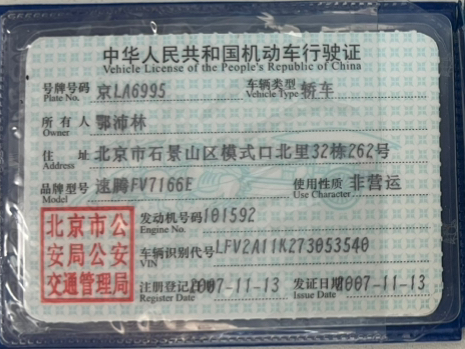 中华人民共和国机动车行驶证
Vehicle License of the People's Republic of China
号牌号码 京LA6995 车辆类型 轿车
Plate No. Vehicle Type
所有人 鄂沛林
Owner
住址 北京市石景山区模式口北里32栋262号
Address
品牌型号 速腾FV7166E 使用性质 非营运
Model Use Character
北京市公安局公安交通管理局
发动机号码 101592
Engine No.
车辆识别代号 LFV2A11K273053540
VIN
注册登记日期 2007-11-13 发证日期 2007-11-13
Register Date Issue Date